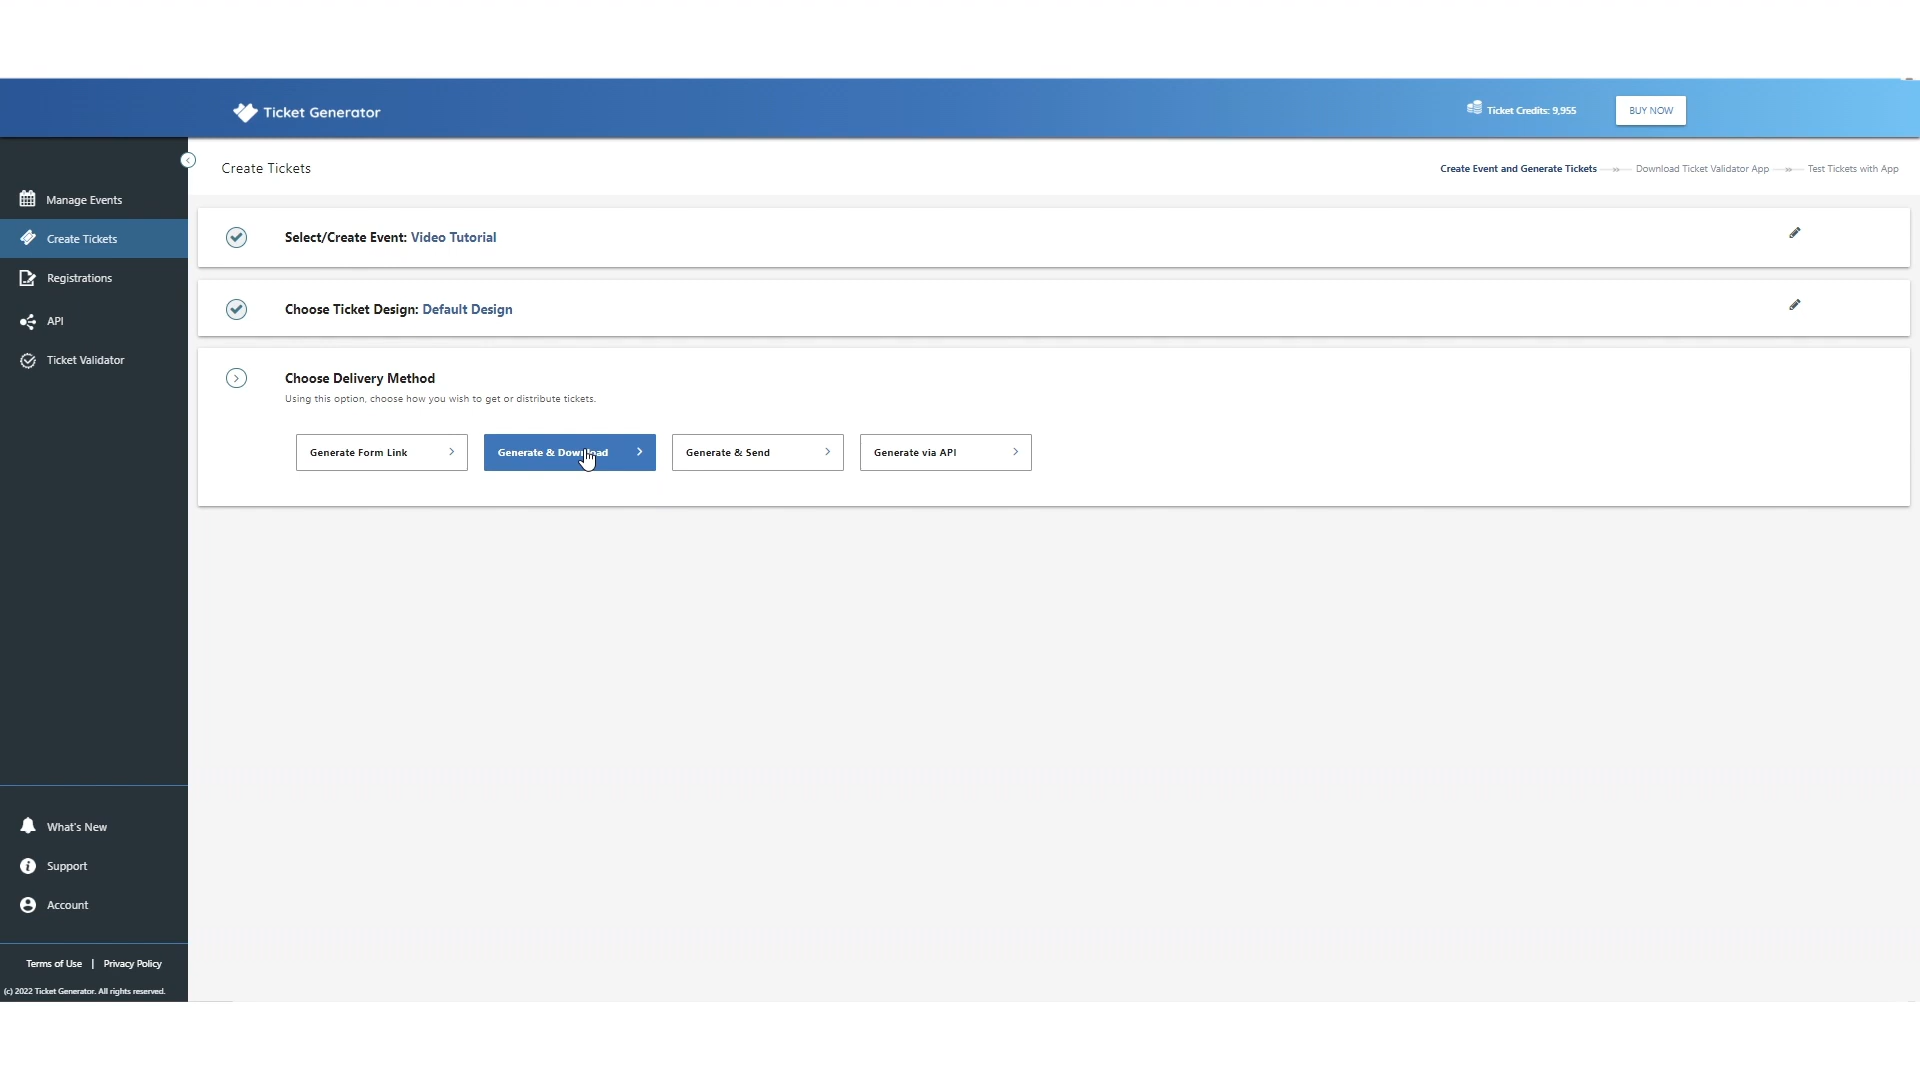 Ticket Generator
Ticket Credits: 9,955
BUY NOW
Create Tickets
Create Event and Generate Tickets
Download Ticket Validator App
Test Tickets with App
Manage Events
Create Tickets
Registrations
API
Ticket Validator
Select/Create Event: Video Tutorial
Choose Ticket Design: Default Design
Choose Delivery Method
Using this option, choose how you wish to get or distribute tickets.
Generate Form Link
Generate & Download
Generate & Send
Generate via API
What's New
Support
Account
Terms of Use | Privacy Policy
(c) 2022 Ticket Generator. All rights reserved.